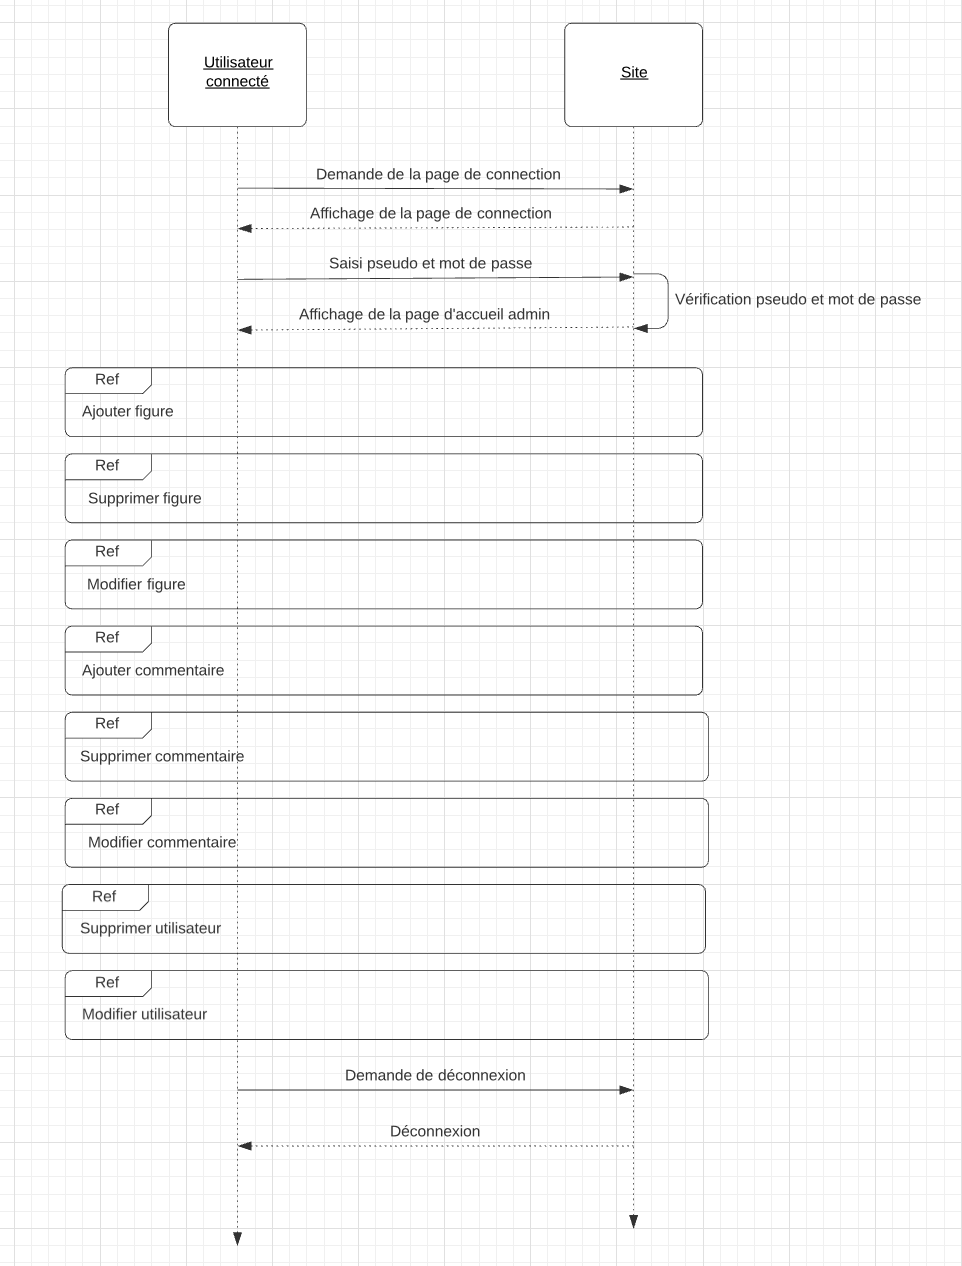 Utilisateur
connecté
Site
Demande de la page de connection
Affichage de la page de connection
Saisi pseudo et mot de passe
Vérification pseudo et mot de passe
Affichage de la page d'accueil admin
Ref
Ajouter figure
Ref
Supprimer figure
Ref
Modifier figure
Ref
Ajouter commentaire
Ref
Supprimer commentaire
Ref
Modifier commentaire
Ref
Supprimer utilisateur
Ref
Modifier utilisateur
Demande de déconnexion
Déconnexion